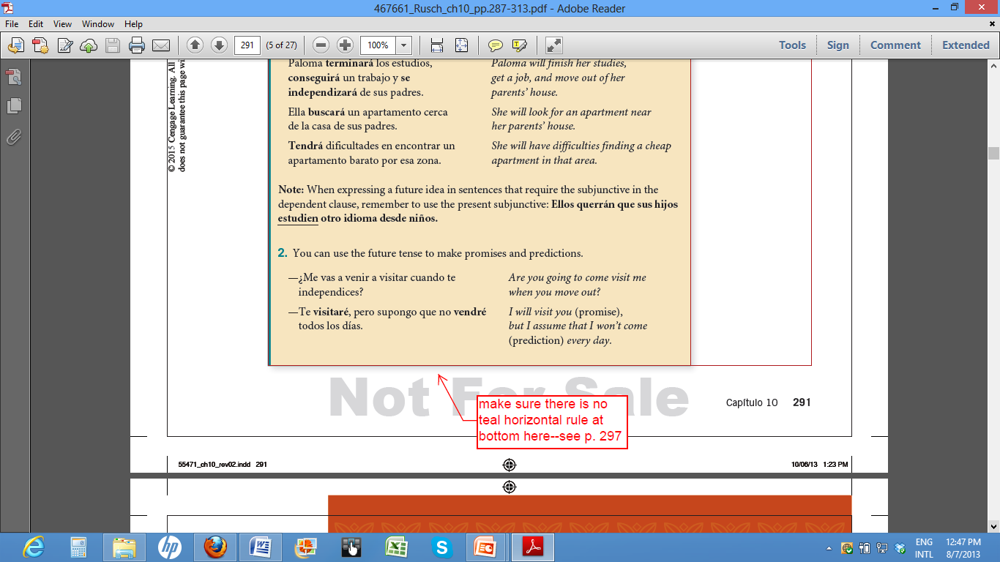 467661_Rusch_ch10_pp.287-313.pdf - Adobe Reader
File Edit View Window Help
291 (5 of 27) 100% Tools Sign Comment Extended
© 2015 Cengage Learning. All
does not guarantee this page wi
Paloma terminará los estudios,
conseguirá un trabajo y se
independizará de sus padres.
Paloma will finish her studies,
get a job, and move out of her
parents’ house.
Ella buscará un apartamento cerca
de la casa de sus padres.
She will look for an apartment near
her parents’ house.
Tendrá dificultades en encontrar un
apartamento barato por esa zona.
She will have difficulties finding a cheap
apartment in that area.
Note: When expressing a future idea in sentences that require the subjunctive in the
dependent clause, remember to use the present subjunctive: Ellos querrán que sus hijos
estudien otro idioma desde niños.
2. You can use the future tense to make promises and predictions.
—¿Me vas a venir a visitar cuando te
independices?
Are you going to come visit me
when you move out?
—Te visitaré, pero supongo que no vendré
todos los días.
I will visit you (promise),
but I assume that I won’t come
(prediction) every day.
Not For Sale
make sure there is no
teal horizontal rule at
bottom here--see p. 297
Capítulo 10 291
55471_ch10_rev02.indd 291
10/06/13 1:23 PM
hp
ENG
INTL
12:47 PM
8/7/2013